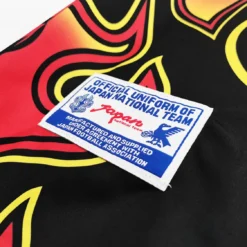 OFFICIAL UNIFORM OF
JAPAN NATIONAL TEAM
Japan
MANUFACTURED AND SUPPLIED
UNDER AGREEMENT WITH
JAPAN FOOTBALL
ASSOCIATION